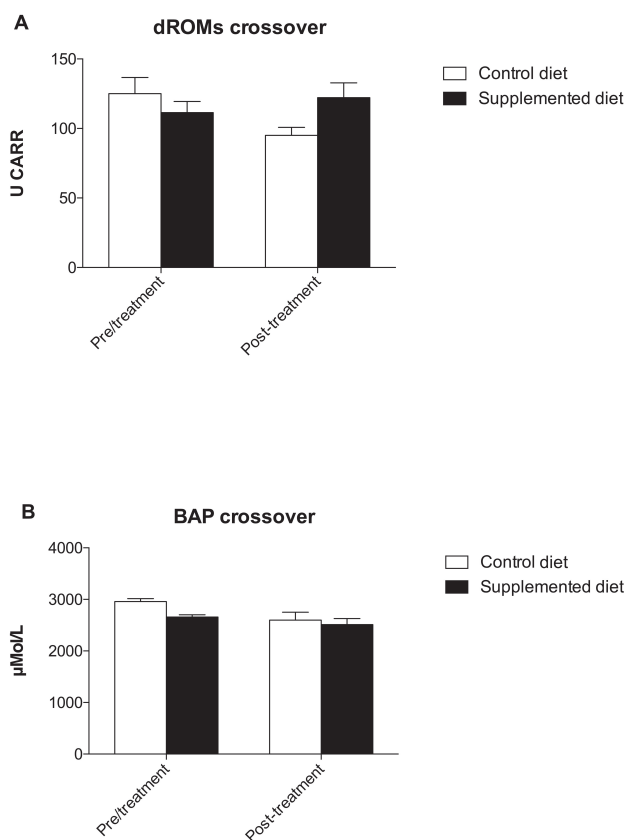 A
dROMs crossover
150
100
50
0
U CARR
Control diet
Supplemented diet
Pre/treatment
Post-treatment
B
BAP crossover
4000
3000
2000
1000
0
µMol/L
Control diet
Supplemented diet
Pre/treatment
Post-treatment